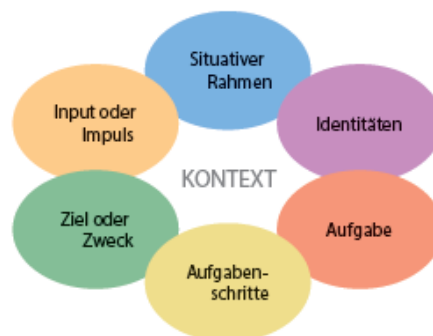 Situativer
Rahmen
Input oder
Impuls
Identitäten
KONTEXT
Ziel oder
Zweck
Aufgabe
Aufgaben-
schritte